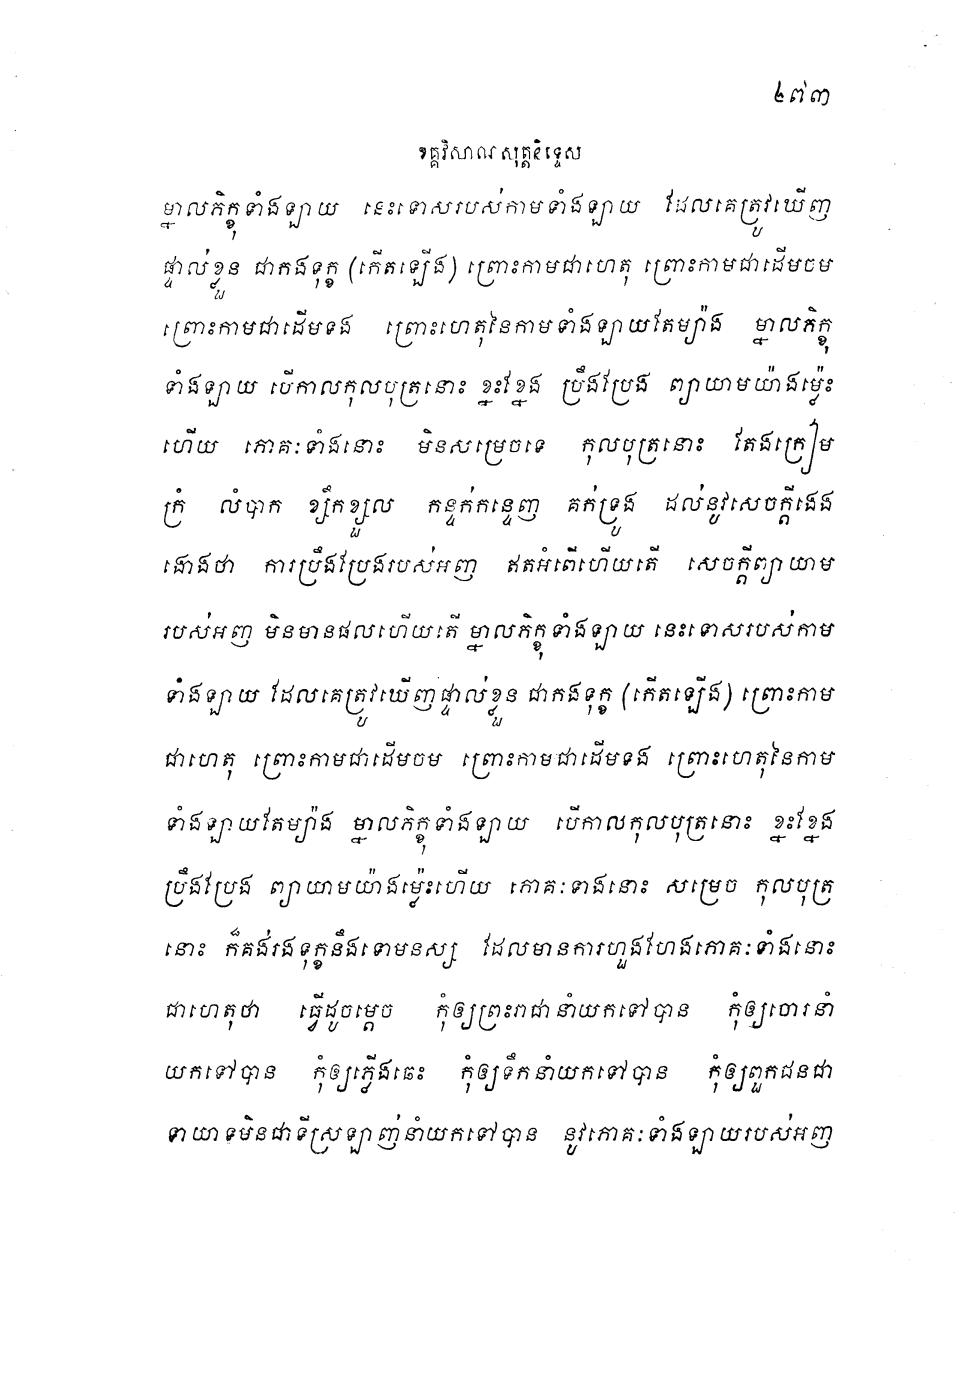 ៤៧៣
ខគ្គវិសាណសុត្តនិទ្ទេស
ម្នាលភិក្ខុទាំងឡាយ នេះទោសរបស់កាមទាំងឡាយ ដែលគេត្រូវឃើញ
ផ្ទាល់ខ្លួន ជាកងទុក្ខ (កើតឡើង) ព្រោះកាមជាហេតុ ព្រោះកាមជាដើមចម
ព្រោះកាមជាដើមទង ព្រោះហេតុនៃកាមទាំងឡាយតែម្យ៉ាង ម្នាលភិក្ខុ
ទាំងឡាយ បើកាលកុលបុត្រនោះ ខ្នះខ្នែង ប្រឹងប្រែង ព្យាយាមយ៉ាងម្ល៉េះ
ហើយ ភោគៈទាំងនោះ មិនសម្រេចទេ កុលបុត្រនោះ តែងក្រៀម
ក្រំ លំបាក ខ្សឹកខ្សួល កន្ទក់កន្ទេញ គក់ទ្រូង ដល់នូវសេចក្តីងេង
ងោងថា ការប្រឹងប្រែងរបស់អញ ឥតអំពើហើយតើ សេចក្តីព្យាយាម
របស់អញ មិនមានផលហើយតើ ម្នាលភិក្ខុទាំងឡាយ នេះទោសរបស់កាម
ទាំងឡាយ ដែលគេត្រូវឃើញផ្ទាល់ខ្លួន ជាកងទុក្ខ (កើតឡើង) ព្រោះកាម
ជាហេតុ ព្រោះកាមជាដើមចម ព្រោះកាមជាដើមទង ព្រោះហេតុនៃកាម
ទាំងឡាយតែម្យ៉ាង ម្នាលភិក្ខុទាំងឡាយ បើកាលកុលបុត្រនោះ ខ្នះខ្នែង
ប្រឹងប្រែង ព្យាយាមយ៉ាងម្ល៉េះហើយ ភោគៈទាងនោះ សម្រេច កុលបុត្រ
នោះ ក៏គង់រងទុក្ខនឹងទោមនស្ស ដែលមានការហួងហែងភោគៈទាំងនោះ
ជាហេតុថា ធ្វើដូចម្តេច កុំឲ្យព្រះរាជានាំយកទៅបាន កុំឲ្យចោរនាំ
យកទៅបាន កុំឲ្យភ្លើងឆេះ កុំឲ្យទឹកនាំយកទៅបាន កុំឲ្យពួកជនជា
ទាយាទមិនជាទីស្រឡាញ់នាំយកទៅបាន នូវភោគៈទាំងឡាយរបស់អញ